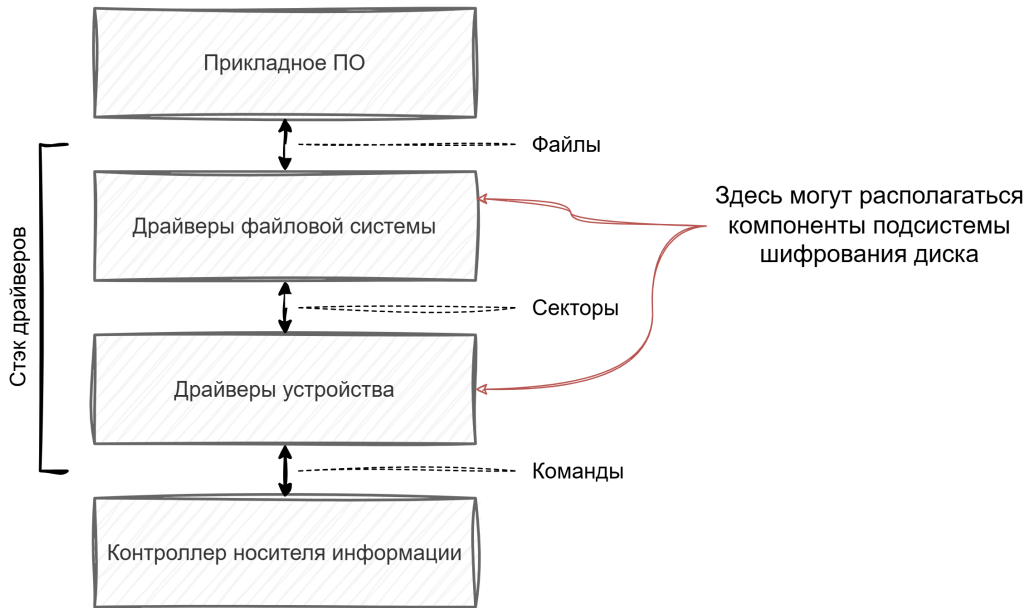 Прикладное ПО
Файлы
Драйверы файловой системы
Здесь могут располагаться
компоненты подсистемы
шифрования диска
Стэк драйверов
Секторы
Драйверы устройства
Команды
Контроллер носителя информации